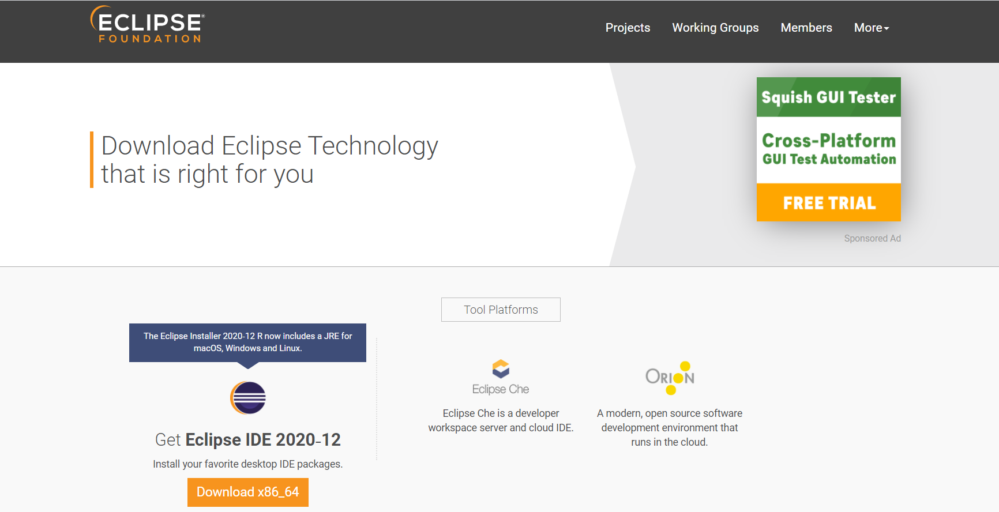 ECLIPSE®
FOUNDATION
Projects Working Groups Members More
Download Eclipse Technology
that is right for you
Squish GUI Tester
Cross-Platform
GUI Test Automation
FREE TRIAL
Sponsored Ad
Tool Platforms
The Eclipse Installer 2020-12 R now includes a JRE for
macOS, Windows and Linux.
Get Eclipse IDE 2020-12
Install your favorite desktop IDE packages.
Download x86_64
Eclipse Che
Eclipse Che is a developer
workspace server and cloud IDE.
ORION
A modern, open source software
development environment that
runs in the cloud.